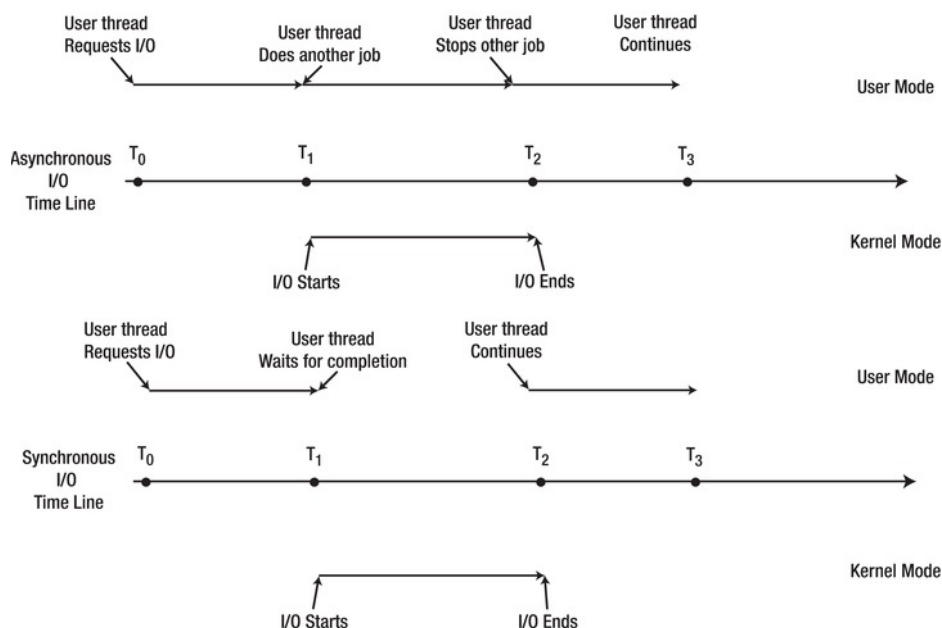 User thread
Requests I/O
User thread
Does another job
User thread
Stops other job
User thread
Continues
User Mode
Asynchronous
I/O
Time Line
T0
T1
T2
T3
Kernel Mode
I/O Starts
I/O Ends
User thread
Requests I/O
User thread
Waits for completion
User thread
Continues
User Mode
Synchronous
I/O
Time Line
T0
T1
T2
T3
Kernel Mode
I/O Starts
I/O Ends